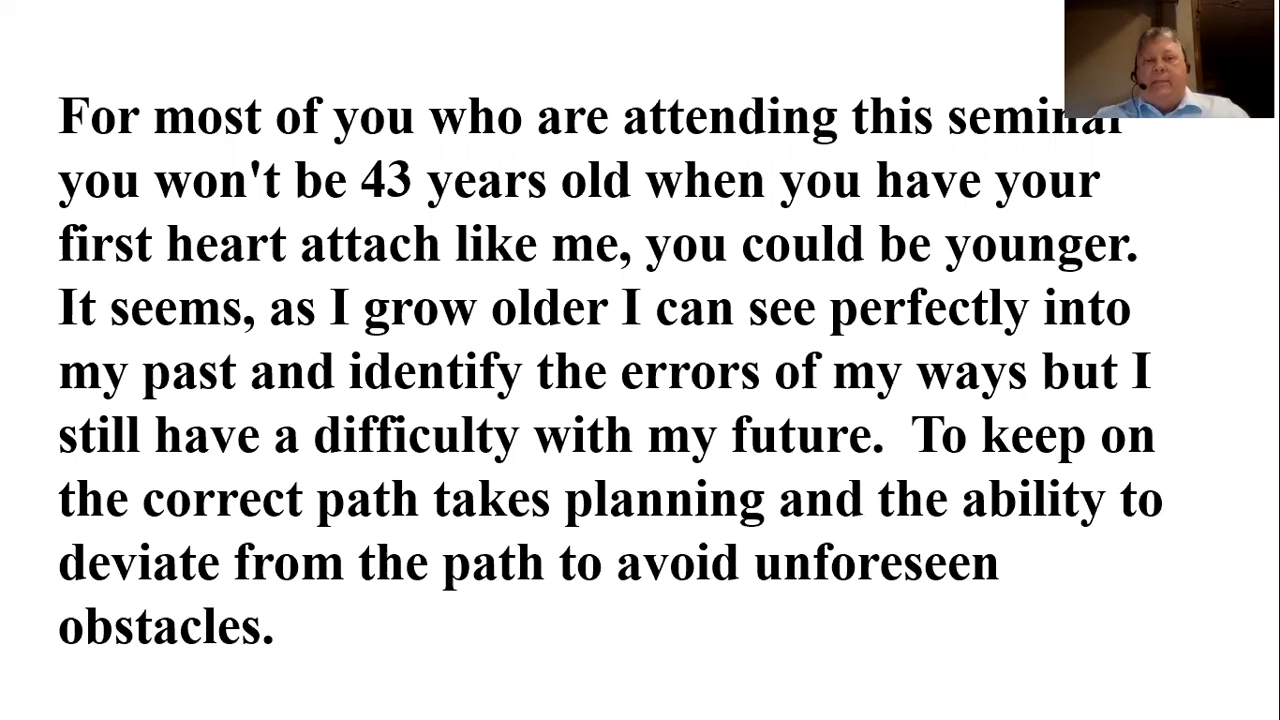 For most of you who are attending this seminar
you won't be 43 years old when you have your
first heart attach like me, you could be younger.
It seems, as I grow older I can see perfectly into
my past and identify the errors of my ways but I
still have a difficulty with my future.  To keep on
the correct path takes planning and the ability to
deviate from the path to avoid unforeseen
obstacles.